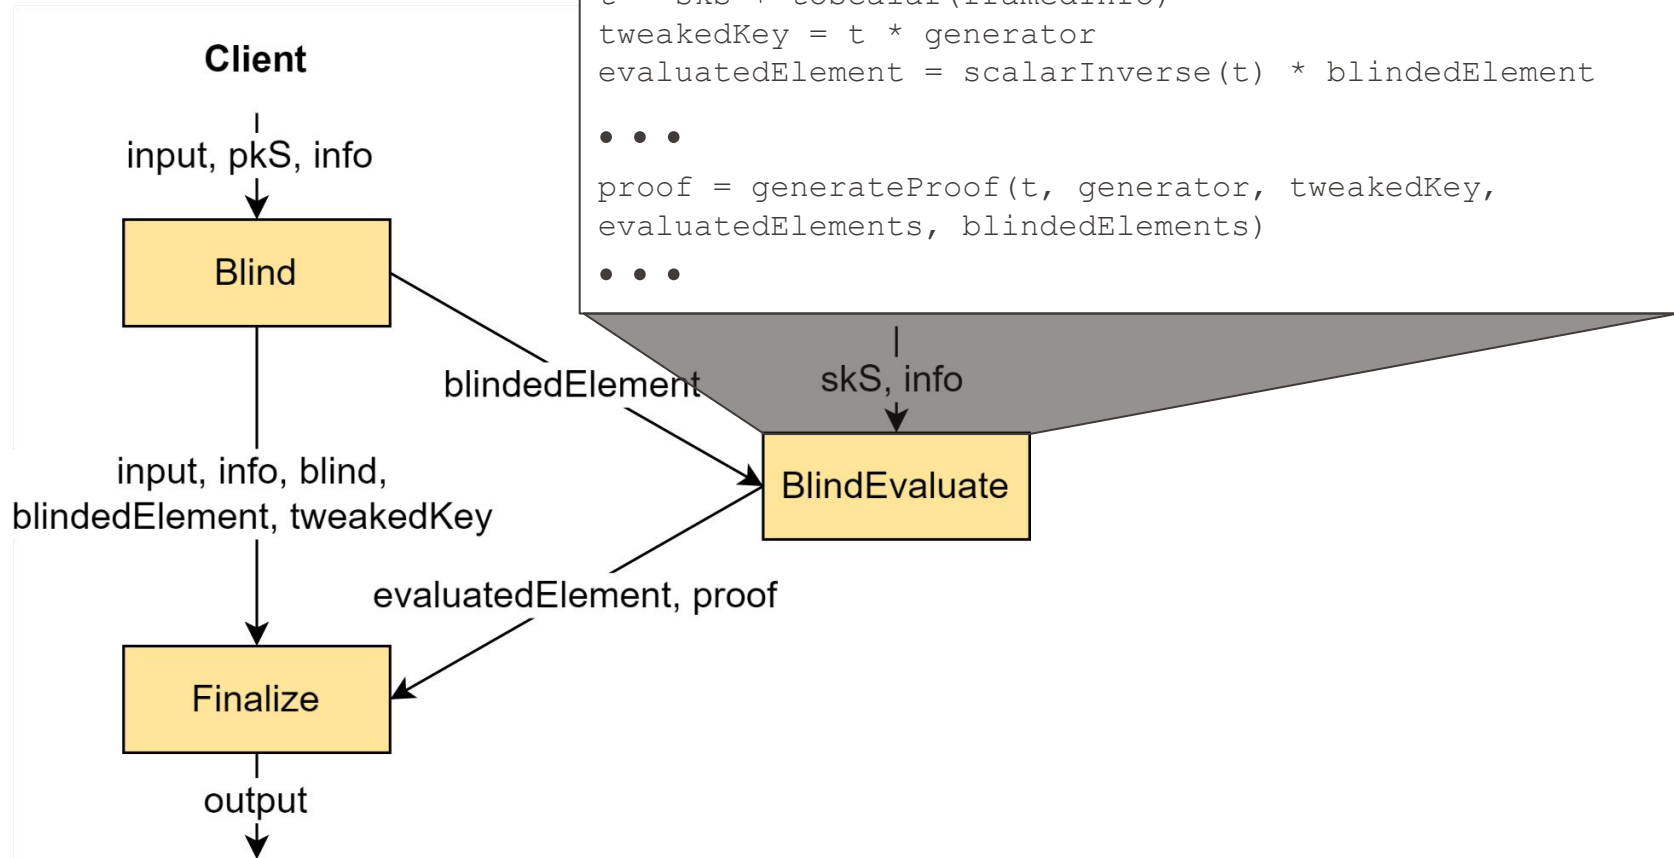 tweakedKey = t * generator
evaluatedElement = scalarInverse(t) * blindedElement
• • •
proof = generateProof(t, generator, tweakedKey,
evaluatedElements, blindedElements)
• • •
Client
input, pkS, info
Blind
blindedElement
skS, info
BlindEvaluate
input, info, blind,
blindedElement, tweakedKey
evaluatedElement, proof
Finalize
output